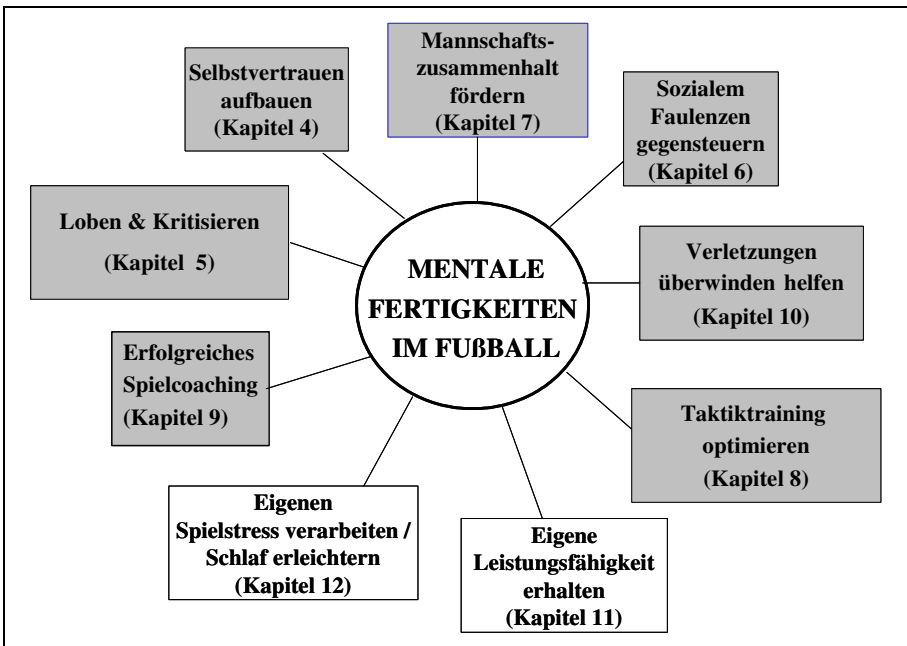 Mannschafts-
zusammenhalt
fördern
(Kapitel 7)
Selbstvertrauen
aufbauen
(Kapitel 4)
Sozialem
Faulenzen
gegensteuern
(Kapitel 6)
Loben & Kritisieren
(Kapitel 5)
MENTALE
FERTIGKEITEN
IM FUßBALL
Verletzungen
überwinden helfen
(Kapitel 10)
Erfolgreiches
Spielcoaching
(Kapitel 9)
Taktiktraining
optimieren
(Kapitel 8)
Eigenen
Spielstress verarbeiten /
Schlaf erleichtern
(Kapitel 12)
Eigene
Leistungsfähigkeit
erhalten
(Kapitel 11)